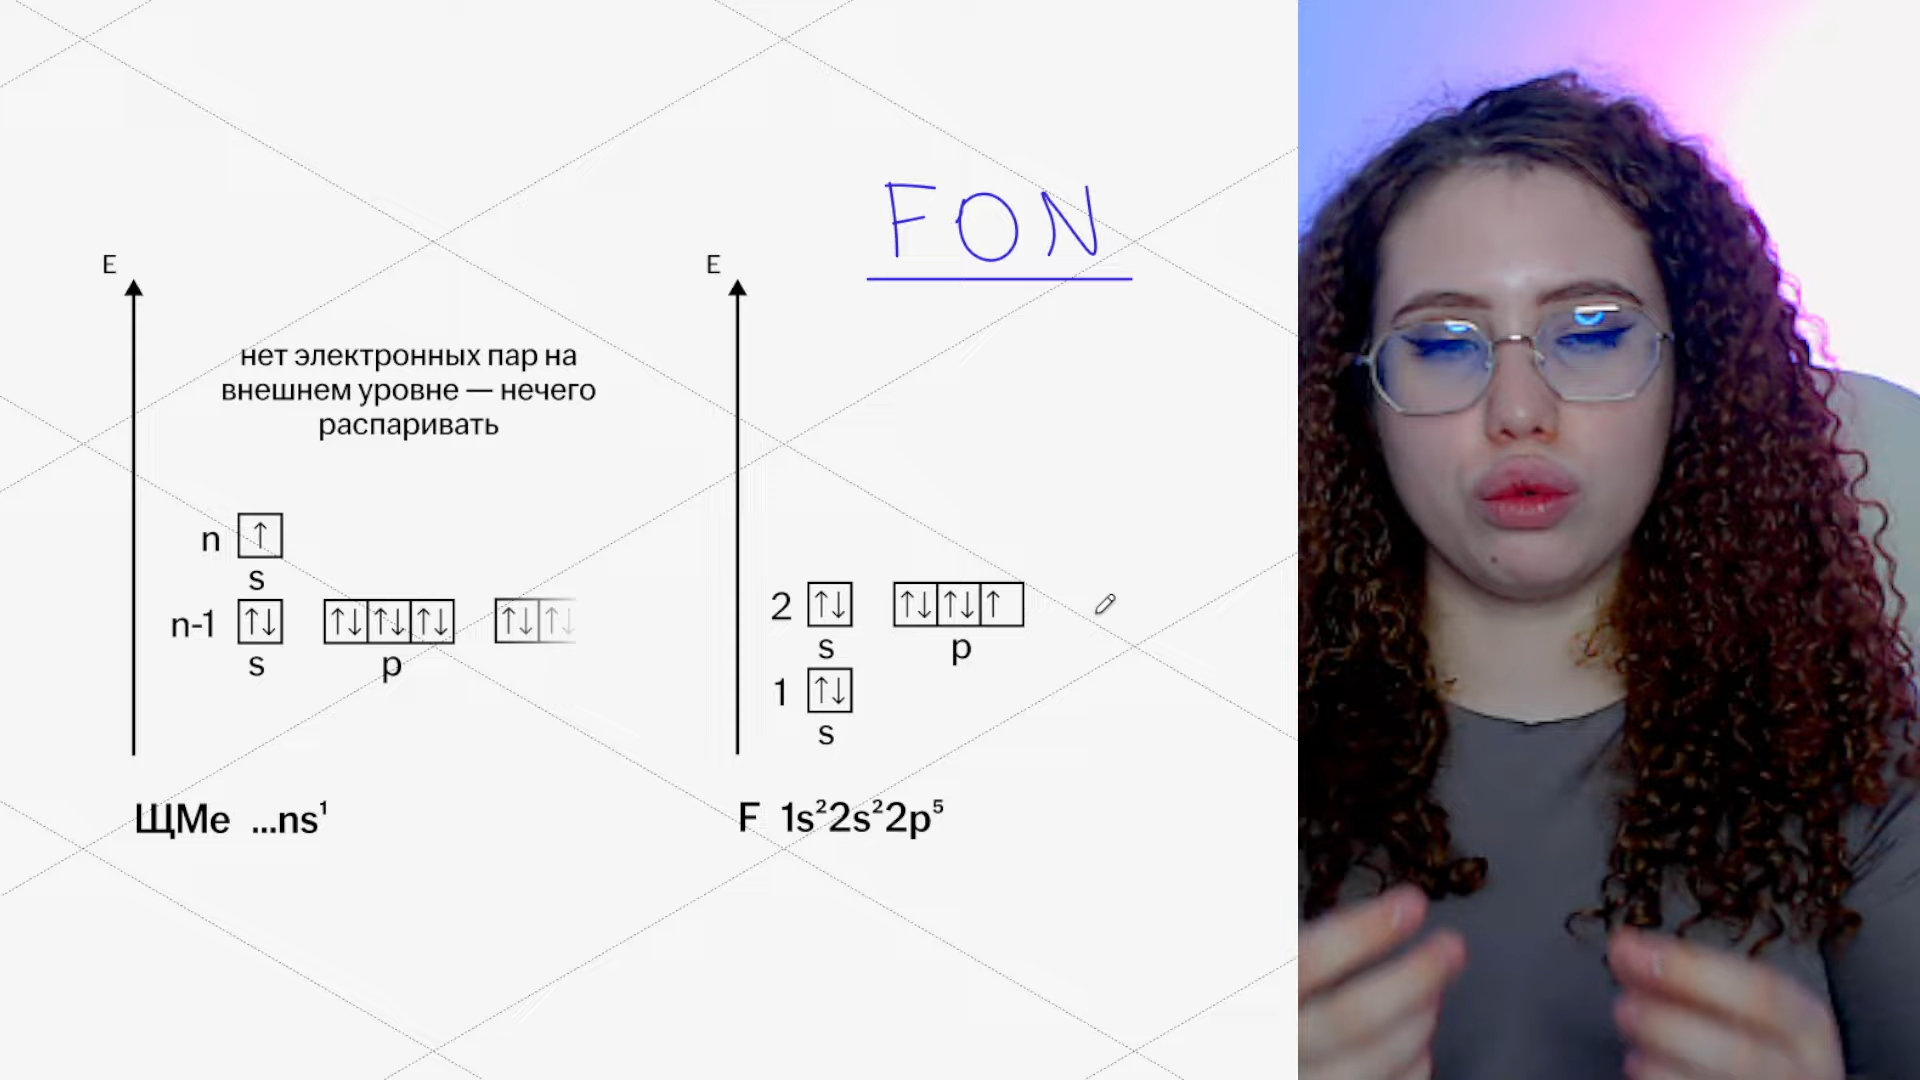 FON
E
нет электронных пар на
внешнем уровне — нечего
распаривать
n ↑
s
n-1 ↑↓ ↑↓ ↑↓ ↑↓ ↑↓ ↑↓
s p
ЩМе ...ns¹
E
2 ↑↓ ↑↓ ↑↓ ↑
s p
1 ↑↓
s
F 1s²2s²2p⁵